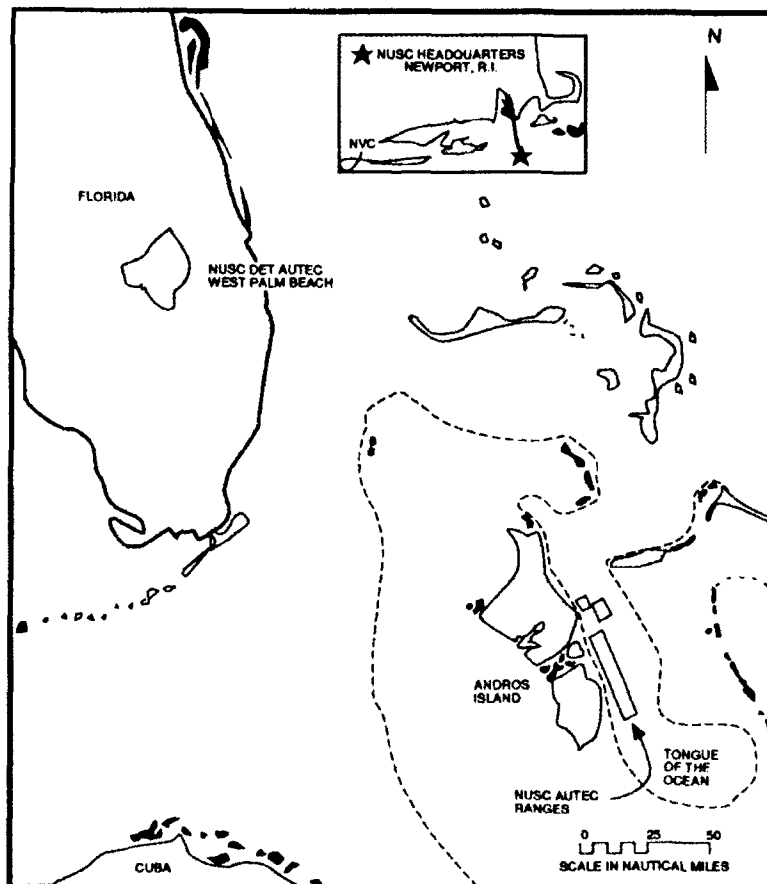 ★ NUSC HEADQUARTERS
NEWPORT, R.I.
N
NVC
FLORIDA
NUSC DET AUTEC
WEST PALM BEACH
ANDROS
ISLAND
TONGUE
OF THE
OCEAN
NUSC AUTEC
RANGES
0 25 50
SCALE IN NAUTICAL MILES
CUBA